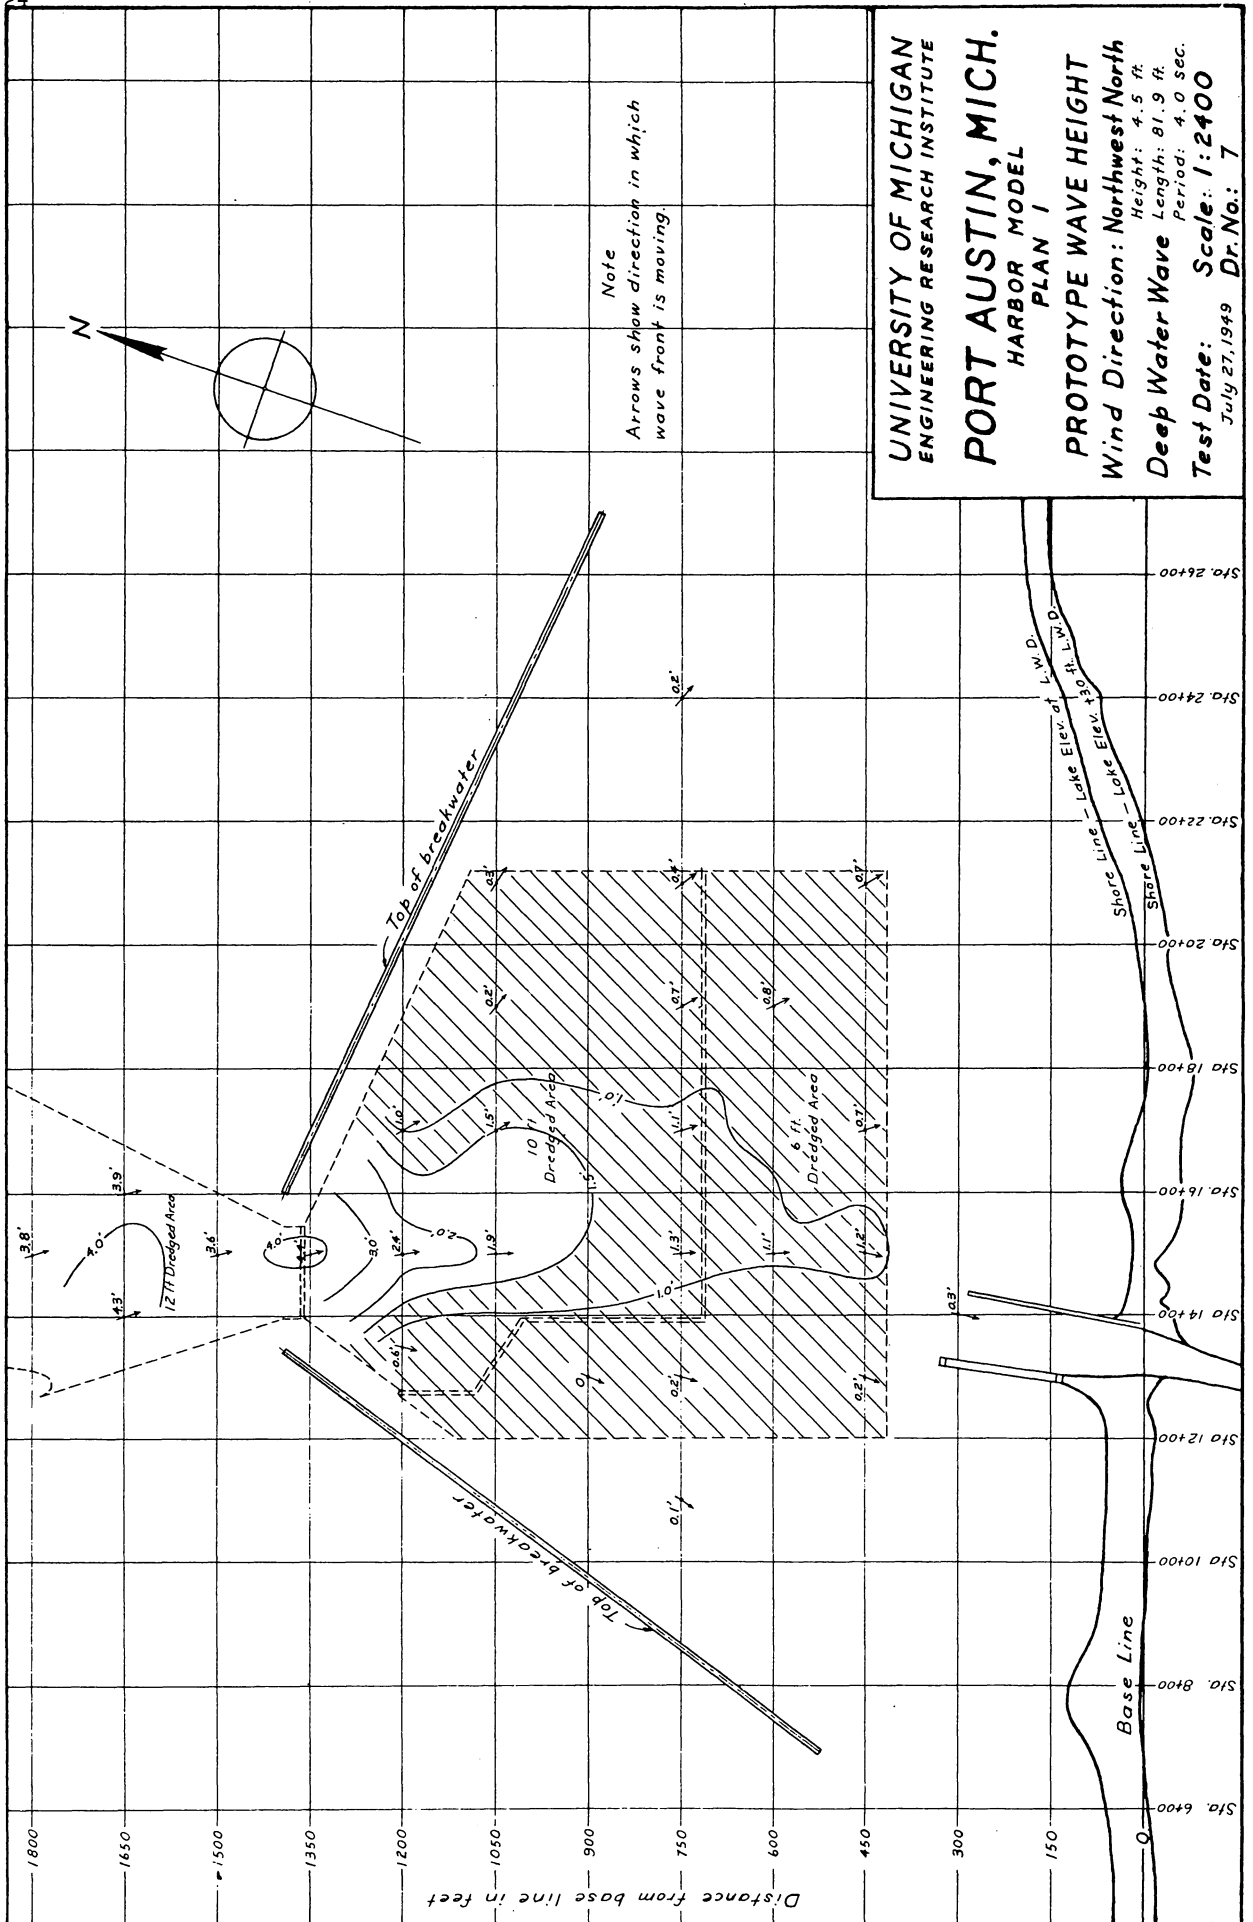 UNIVERSITY OF MICHIGAN
ENGINEERING RESEARCH INSTITUTE
PORT AUSTIN, MICH.
HARBOR MODEL
PLAN 1
PROTOTYPE WAVE HEIGHT
Wind Direction: Northwest North
Height: 4.5 ft.
Deep Water Wave Length: 81.9 ft.
Period: 4.0 sec.
Test Date: Scale: 1:2400
July 27, 1949 Dr. No.: 7
Note
Arrows show direction in which
wave front is moving.
N
Top of breakwater
Top of breakwater
12 ft Dredged Area
10 ft
Dredged Area
6 ft.
Dredged Area
Shore Line - Lake Elev. at L.W.D.
Shore Line - Lake Elev. +3.0 ft. L.W.D.
Base Line
Distance from base line in feet
1800
1650
1500
1350
1200
1050
900
750
600
450
300
150
0
Sta. 6+00
Sta. 8+00
Sta. 10+00
Sta. 12+00
Sta. 14+00
Sta. 16+00
Sta. 18+00
Sta. 20+00
Sta. 22+00
Sta. 24+00
Sta. 26+00
3.8'
3.9'
4.3'
4.0'
3.6'
4.0'
3.0'
2.4'
2.0'
1.9'
1.5'
1.0'
1.5'
1.0'
0.6'
0.2'
0.3'
0
0.2'
1.3'
1.1'
0.7'
0.4'
0.2'
1.0'
1.1'
0.8'
0.2'
1.2'
0.7'
0.7'
0.3'
0.1'